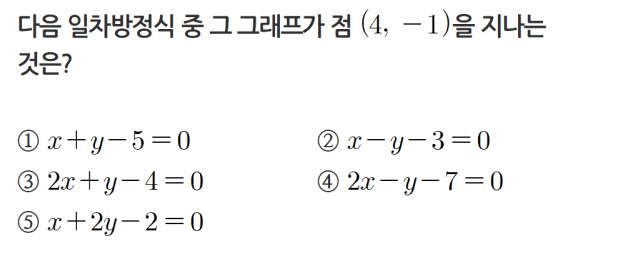 다음 일차방정식 중 그 그래프가 점 (4, −1)을 지나는
것은?
① x+y−5=0 ② x−y−3=0
③ 2x+y−4=0 ④ 2x−y−7=0
⑤ x+2y−2=0